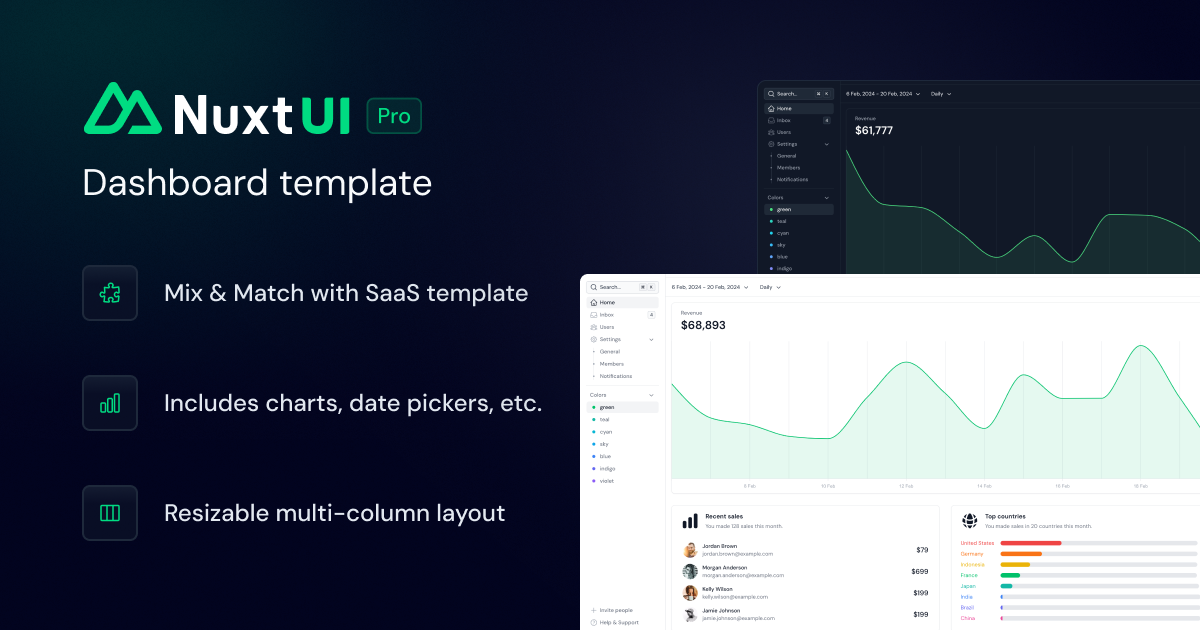 NuxtUI Pro
Dashboard template
Mix & Match with SaaS template
Includes charts, date pickers, etc.
Resizable multi-column layout
Search... ⌘ K
Home
Inbox 4
Users
Settings
General
Members
Notifications
Colors
green
teal
cyan
sky
blue
indigo
6 Feb, 2024 - 20 Feb, 2024 Daily
Revenue
$61,777
Search... ⌘ K
Home
Inbox 4
Users
Settings
General
Members
Notifications
Colors
green
teal
cyan
sky
blue
indigo
violet
Invite people
Help & Support
6 Feb, 2024 - 20 Feb, 2024 Daily
Revenue
$68,893
8 Feb 10 Feb 12 Feb 14 Feb 16 Feb 18 Feb
Recent sales
You made 128 sales this month.
Jordan Brown
jordan.brown@example.com
$79
Morgan Anderson
morgan.anderson@example.com
$699
Kelly Wilson
kelly.wilson@example.com
$199
Jamie Johnson
jamie.johnson@example.com
$199
Top countries
You made sales in 20 countries this month.
United States
Germany
Indonesia
France
Japan
India
Brazil
China